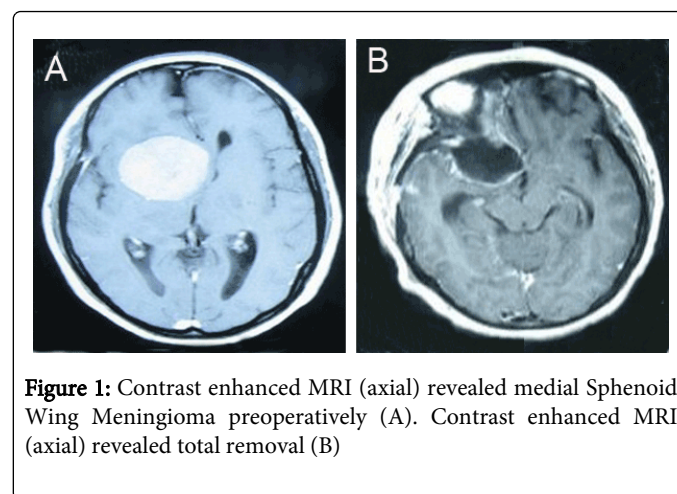 A
B
Figure 1: Contrast enhanced MRI (axial) revealed medial Sphenoid
Wing Meningioma preoperatively (A). Contrast enhanced MRI
(axial) revealed total removal (B)